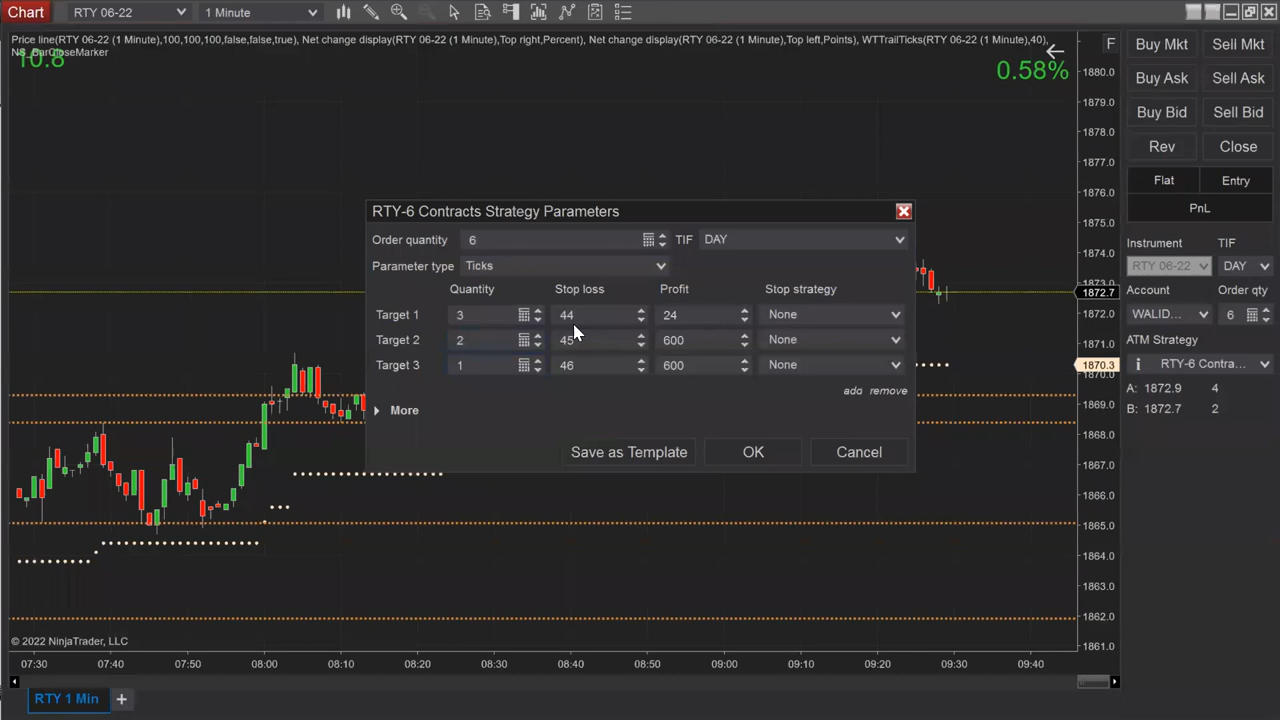 Chart RTY 06-22 1 Minute
Price line(RTY 06-22 (1 Minute),100,100,100,false,false,true), Net change display(RTY 06-22 (1 Minute),Top right,Percent), Net change display(RTY 06-22 (1 Minute),Top left,Points), WTTrailTicks(RTY 06-22 (1 Minute),40),
NS_BarCloseMarker
10.8
0.58%
F
1880.0
1879.0
1878.0
1877.0
1876.0
1875.0
1874.0
1873.0
1872.7
1872.0
1871.0
1870.3
1870.0
1869.0
1868.0
1867.0
1866.0
1865.0
1864.0
1863.0
1862.0
1861.0
Buy Mkt Sell Mkt
Buy Ask Sell Ask
Buy Bid Sell Bid
Rev Close
Flat Entry
PnL
Instrument TIF
RTY 06-22 DAY
Account Order qty
WALID... 6
ATM Strategy
RTY-6 Contra...
A: 1872.9 4
B: 1872.7 2
RTY-6 Contracts Strategy Parameters
Order quantity 6 TIF DAY
Parameter type Ticks
Quantity Stop loss Profit Stop strategy
Target 1 3 44 24 None
Target 2 2 45 600 None
Target 3 1 46 600 None
add remove
More
Save as Template OK Cancel
© 2022 NinjaTrader, LLC
07:30 07:40 07:50 08:00 08:10 08:20 08:30 08:40 08:50 09:00 09:10 09:20 09:30 09:40
RTY 1 Min +